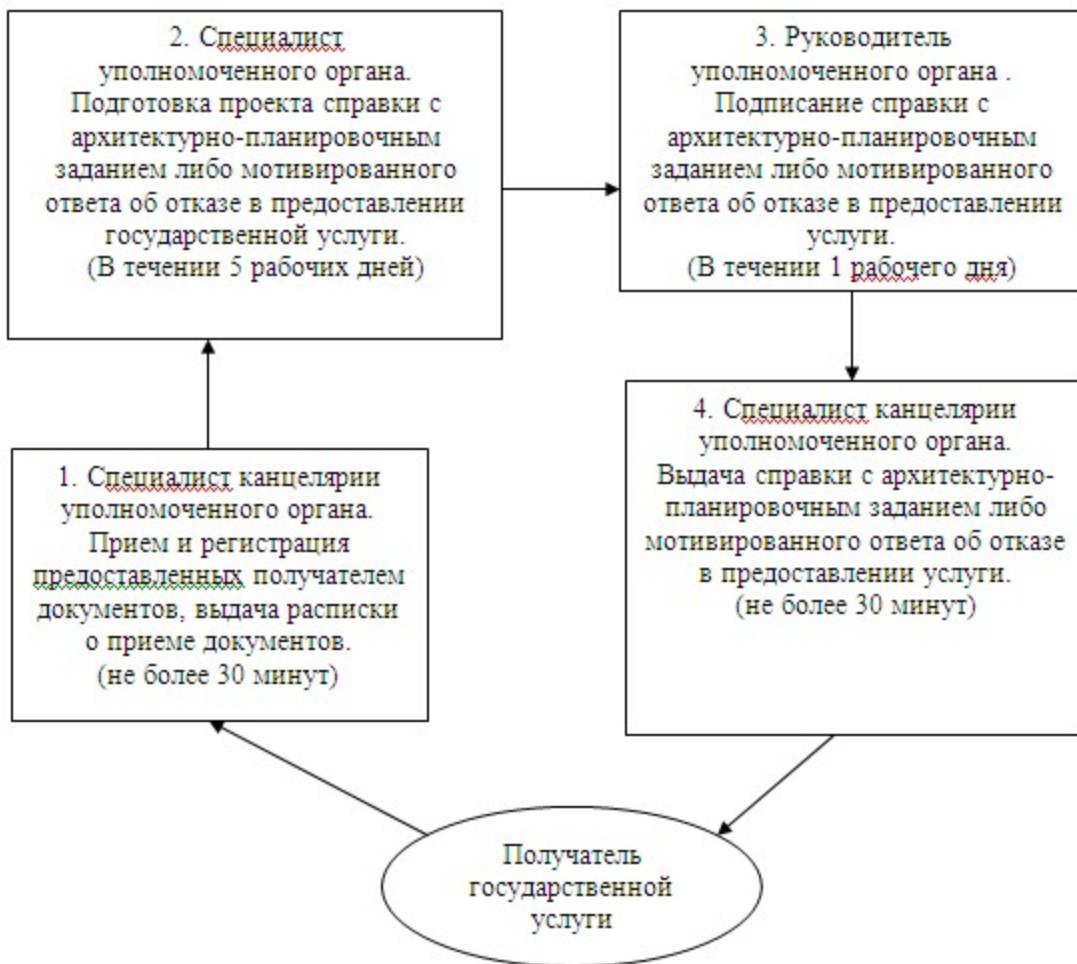 2. Специалист
уполномоченного органа.
Подготовка проекта справки с
архитектурно-планировочным
заданием либо мотивированного
ответа об отказе в предоставлении
государственной услуги.
(В течении 5 рабочих дней)
3. Руководитель
уполномоченного органа .
Подписание справки с
архитектурно-планировочным
заданием либо мотивированного
ответа об отказе в предоставлении
услуги.
(В течении 1 рабочего дня)
1. Специалист канцелярии
уполномоченного органа.
Прием и регистрация
предоставленных получателем
документов, выдача расписки
о приеме документов.
(не более 30 минут)
4. Специалист канцелярии
уполномоченного органа.
Выдача справки с архитектурно-
планировочным заданием либо
мотивированного ответа об отказе
в предоставлении услуги.
(не более 30 минут)
Получатель
государственной
услуги